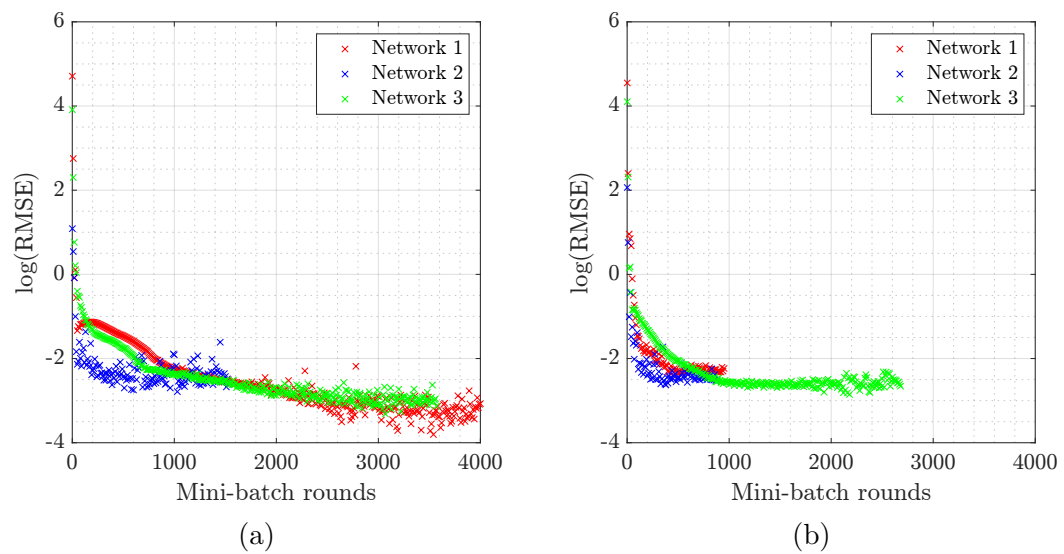 6
4
2
0
-2
-4
log(RMSE)
Network 1
Network 2
Network 3
0
1000
2000
3000
4000
Mini-batch rounds
(a)
6
4
2
0
-2
-4
log(RMSE)
Network 1
Network 2
Network 3
0
1000
2000
3000
4000
Mini-batch rounds
(b)